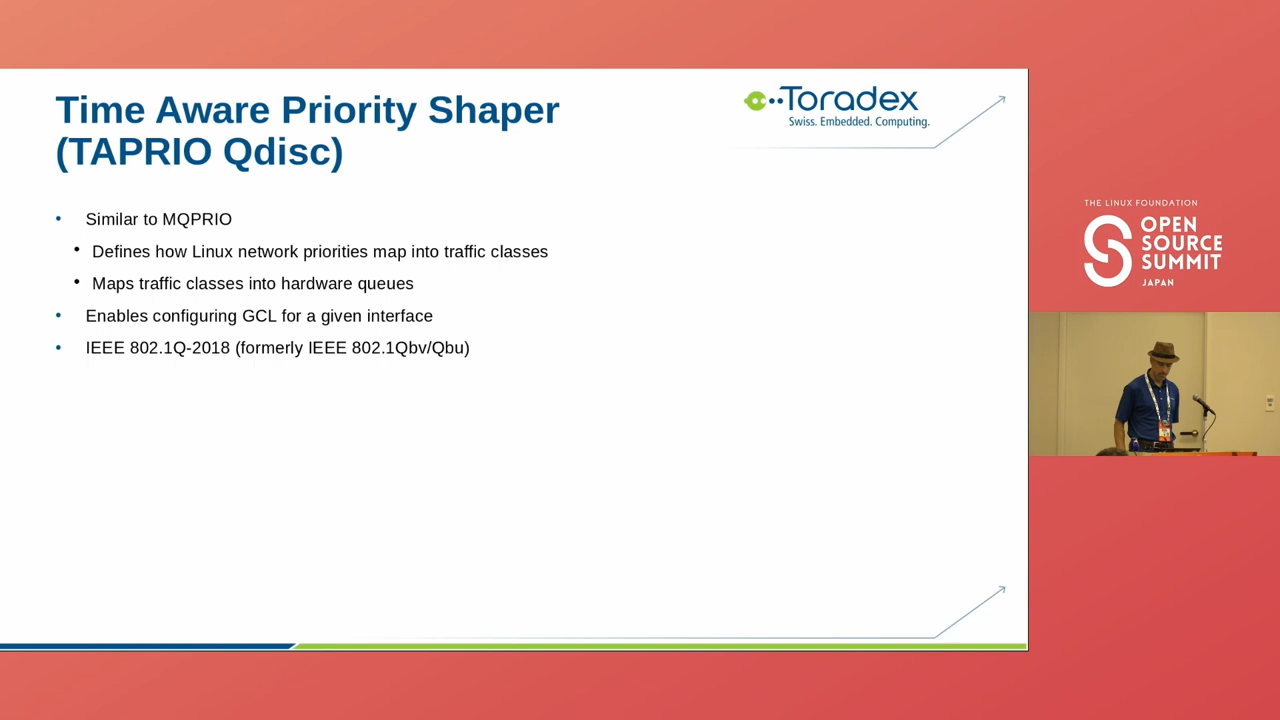 Time Aware Priority Shaper
(TAPRIO Qdisc)
Toradex
Swiss. Embedded. Computing.
• Similar to MQPRIO
• Defines how Linux network priorities map into traffic classes
• Maps traffic classes into hardware queues
• Enables configuring GCL for a given interface
• IEEE 802.1Q-2018 (formerly IEEE 802.1Qbv/Qbu)
THE LINUX FOUNDATION
OPEN
SOURCE
SUMMIT
JAPAN